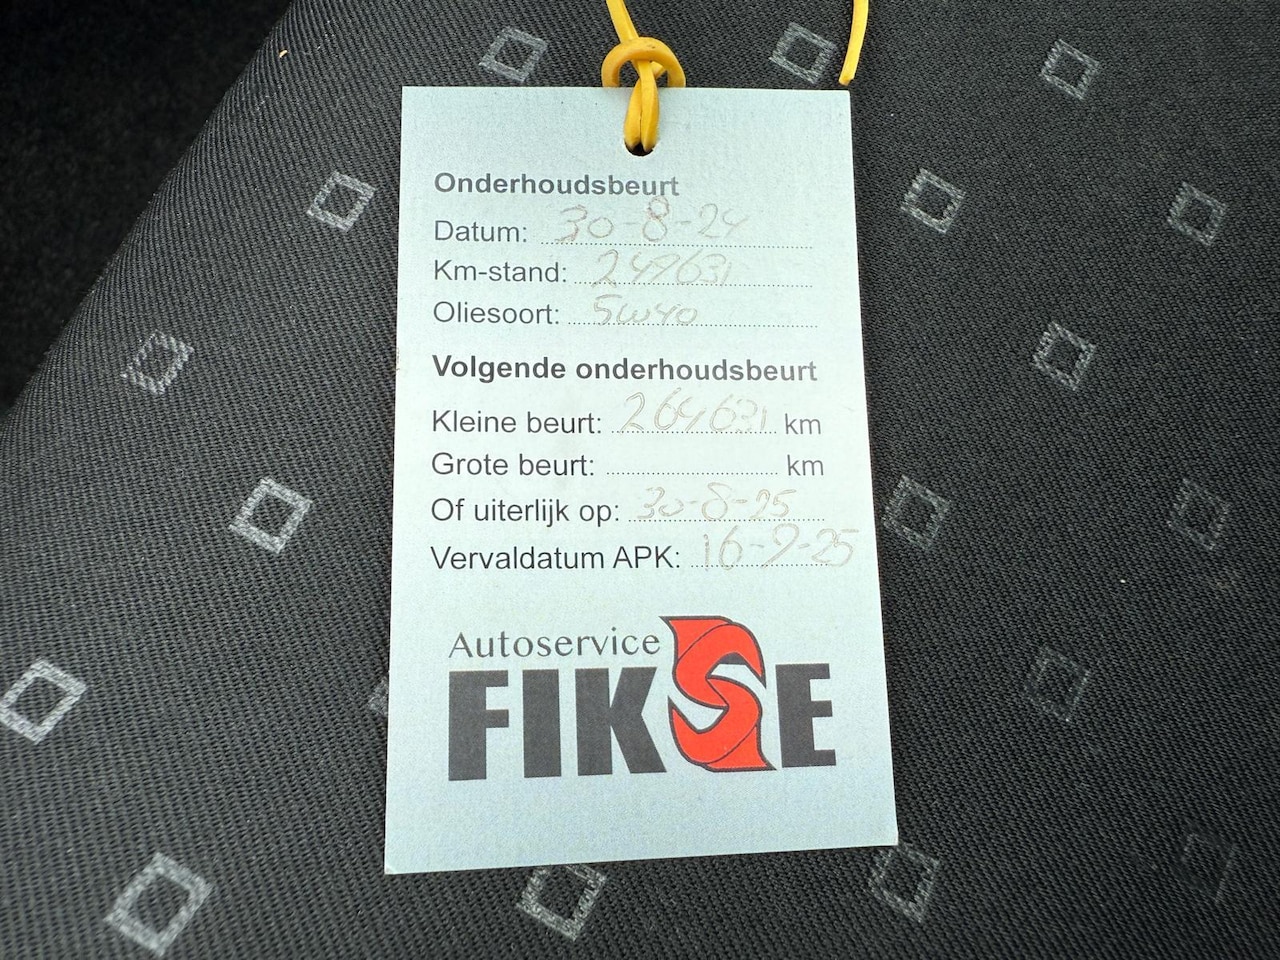 Onderhoudsbeurt
Datum: 30-8-24
Km-stand: 249631
Oliesoort: 5W40
Volgende onderhoudsbeurt
Kleine beurt: 264631 km
Grote beurt: km
Of uiterlijk op: 30-8-25
Vervaldatum APK: 16-9-25
Autoservice
FIKSE